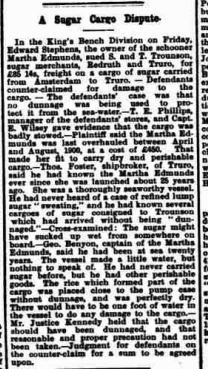 A Sugar Cargo Dispute.
In the King's Bench Division on Friday,
Edward Stephens, the owner of the schooner
Martha Edmunds, sued S. and T. Trounson,
sugar merchants, Redruth and Truro, for
£85 14s, freight on a cargo of sugar carried
from Amsterdam to Truro. — Defendants
counter-claimed for damage to the
cargo. — The defendants' case was that
no dunnage was being used to pro-
tect it from the sea-water.—T. E. Phillips,
manager of the defendants' stores, and Capt.
E. Wilsey gave evidence that the cargo was
badly stowed.—Plaintiff said the Martha Ed-
munds was last overhauled between April
and August, 1908, at a cost of £450. That
made her fit to carry dry and perishable
cargo.—Thos. Foster, shipbroker, of Truro,
said he had known the Martha Edmunds
ever since she was launched about 25 years
ago. She was a thoroughly seaworthy vessel.
He had never heard of a case of refined lump
sugar "sweating," and he had known several
cargoes of sugar consigned to Trounson
which had arrived without being "dun-
naged."—Cross-examined: The sugar might
have sucked up wet from somewhere on
board.—Geo. Benyon, captain of the Martha
Edmunds, said he had been at sea twenty
years. The vessel made a little water, but
nothing to speak of. He had never carried
sugar before, but he had other perishable
goods. The rice which formed part of the
cargo was placed close to the pump case
without dunnage, and was perfectly dry.
There would have to be one foot of water in
the vessel to do any damage to the cargo.—
Mr. Justice Kennedy held that the cargo
should have been dunnaged, and that
reasonable and proper precaution had not
been taken.—Judgment for defendants on
the counter-claim for a sum to be agreed
upon.